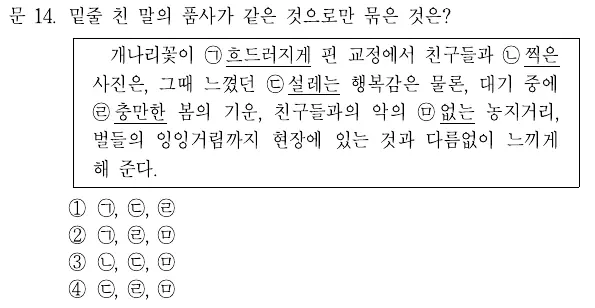 문 14. 밑줄 친 말의 품사가 같은 것으로만 묶은 것은?
개나리꽃이 ㉠흐드러지게 핀 교정에서 친구들과 ㉡찍은
사진은, 그때 느꼈던 ㉢설레는 행복감은 물론, 대기 중에
㉣충만한 봄의 기운, 친구들과의 악의 ㉤없는 농지거리,
벌들의 잉잉거림까지 현장에 있는 것과 다름없이 느끼게
해 준다.
① ㉠, ㉢, ㉣
② ㉠, ㉣, ㉤
③ ㉡, ㉢, ㉤
④ ㉢, ㉣, ㉤